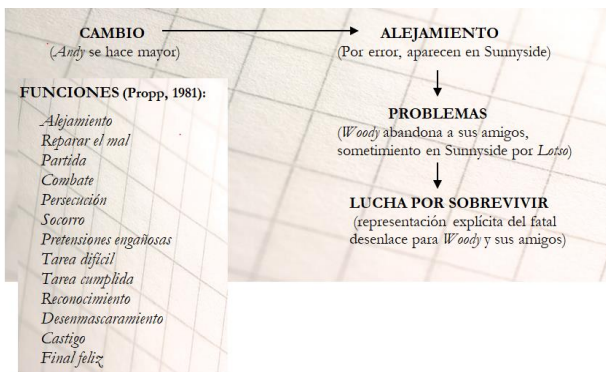 CAMBIO
(Andy se hace mayor)
ALEJAMIENTO
(Por error, aparecen en Sunnyside)
PROBLEMAS
(Woody abandona a sus amigos,
sometimiento en Sunnyside por Lotso)
LUCHA POR SOBREVIVIR
(representación explícita del fatal
desenlace para Woody y sus amigos)
FUNCIONES (Propp, 1981):
Alejamiento
Reparar el mal
Partida
Combate
Persecución
Socorro
Pretensiones engañosas
Tarea difícil
Tarea cumplida
Reconocimiento
Desenmascaramiento
Castigo
Final feliz